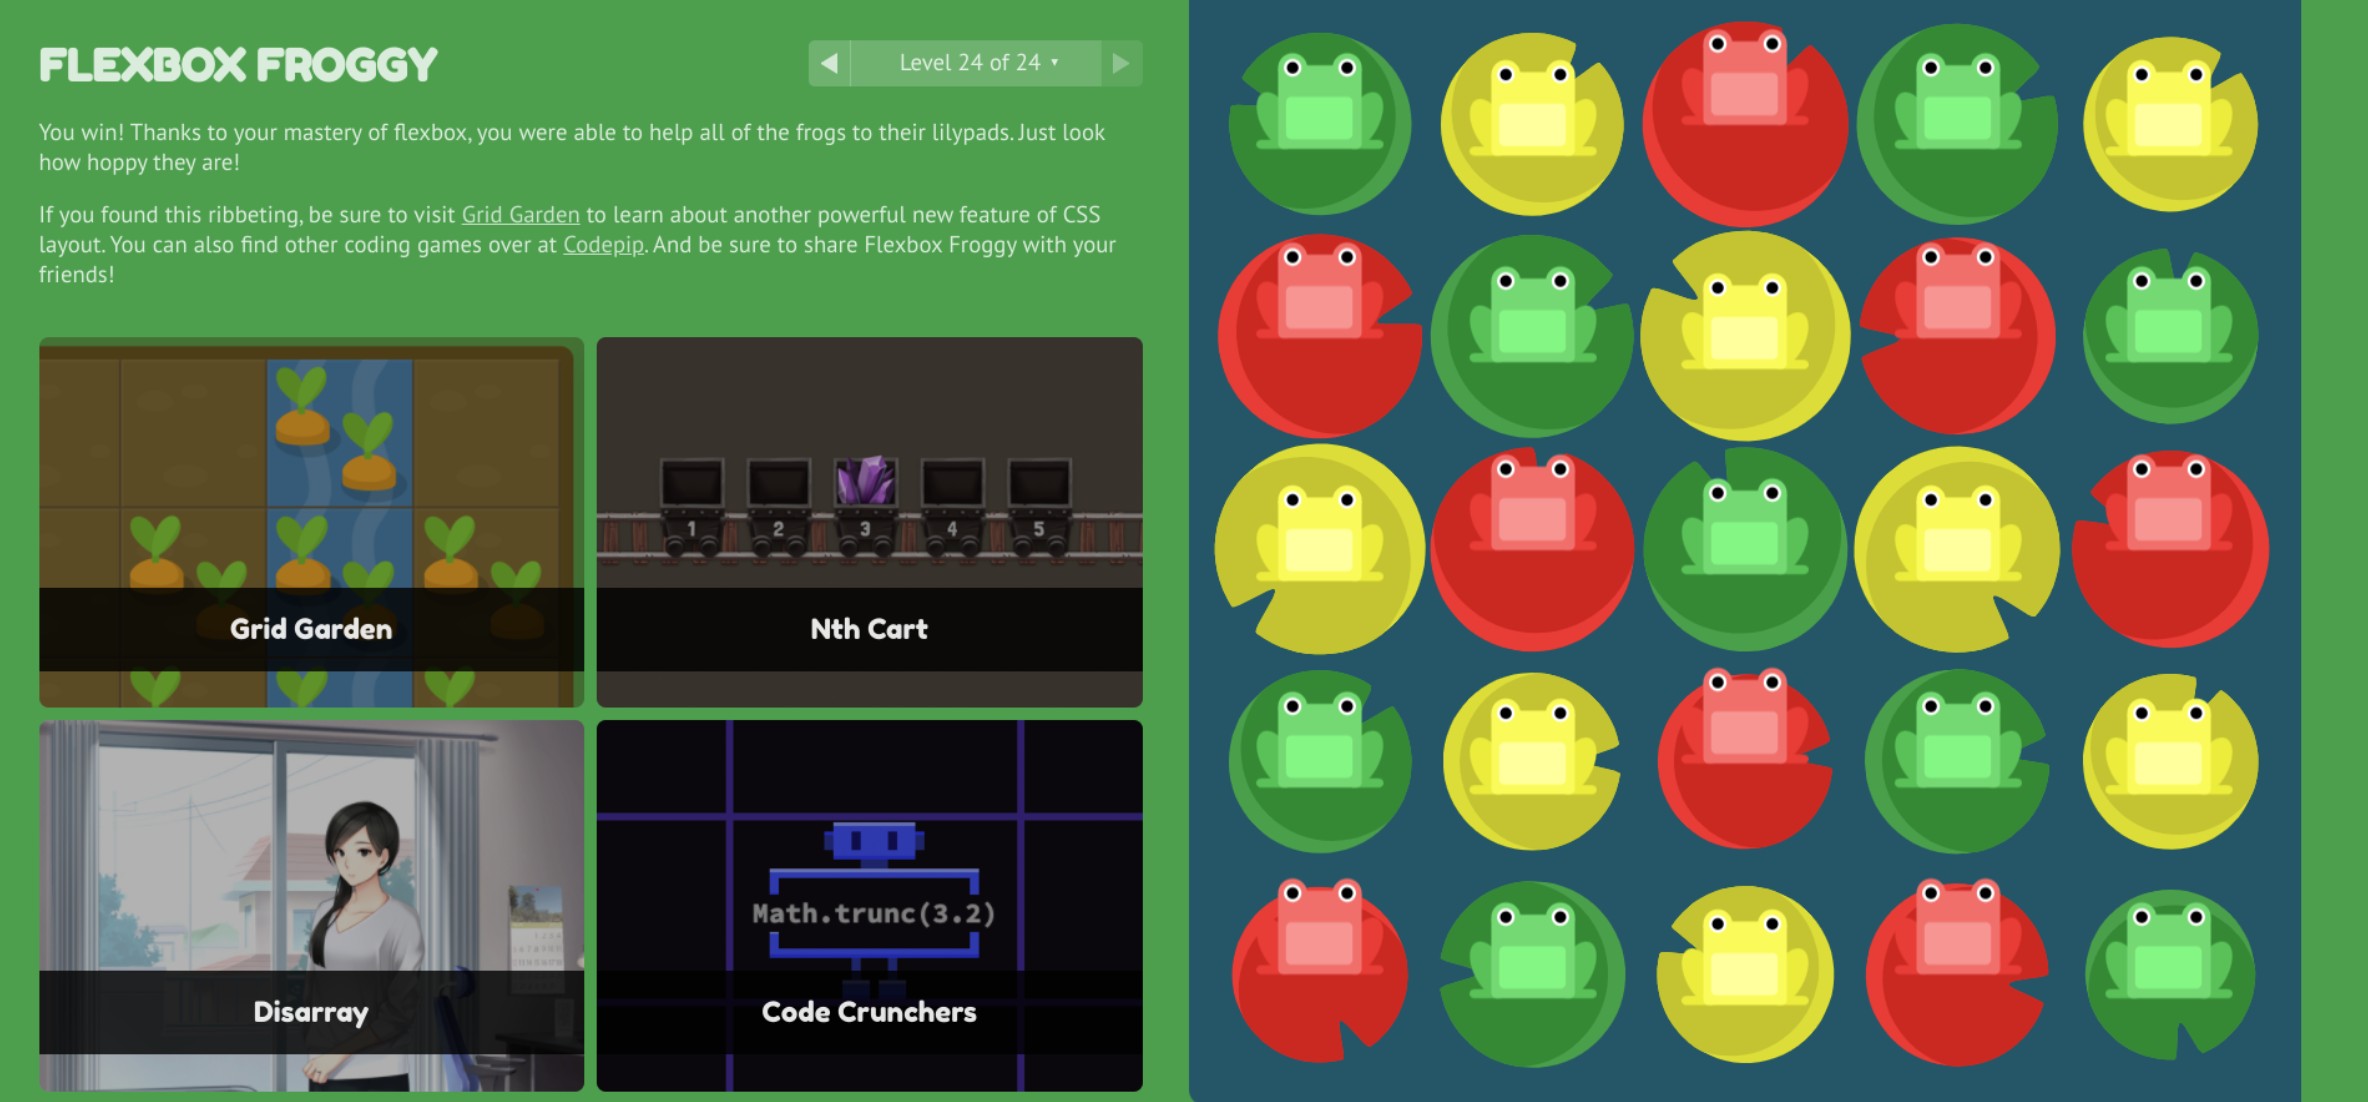 FLEXBOX FROGGY
◀ Level 24 of 24 ▾ ▶
You win! Thanks to your mastery of flexbox, you were able to help all of the frogs to their lilypads. Just look
how hoppy they are!
If you found this ribbeting, be sure to visit Grid Garden to learn about another powerful new feature of CSS
layout. You can also find other coding games over at Codepip. And be sure to share Flexbox Froggy with your
friends!
1 2 3 4 5
Grid Garden
Nth Cart
Math.trunc(3.2)
Disarray
Code Crunchers